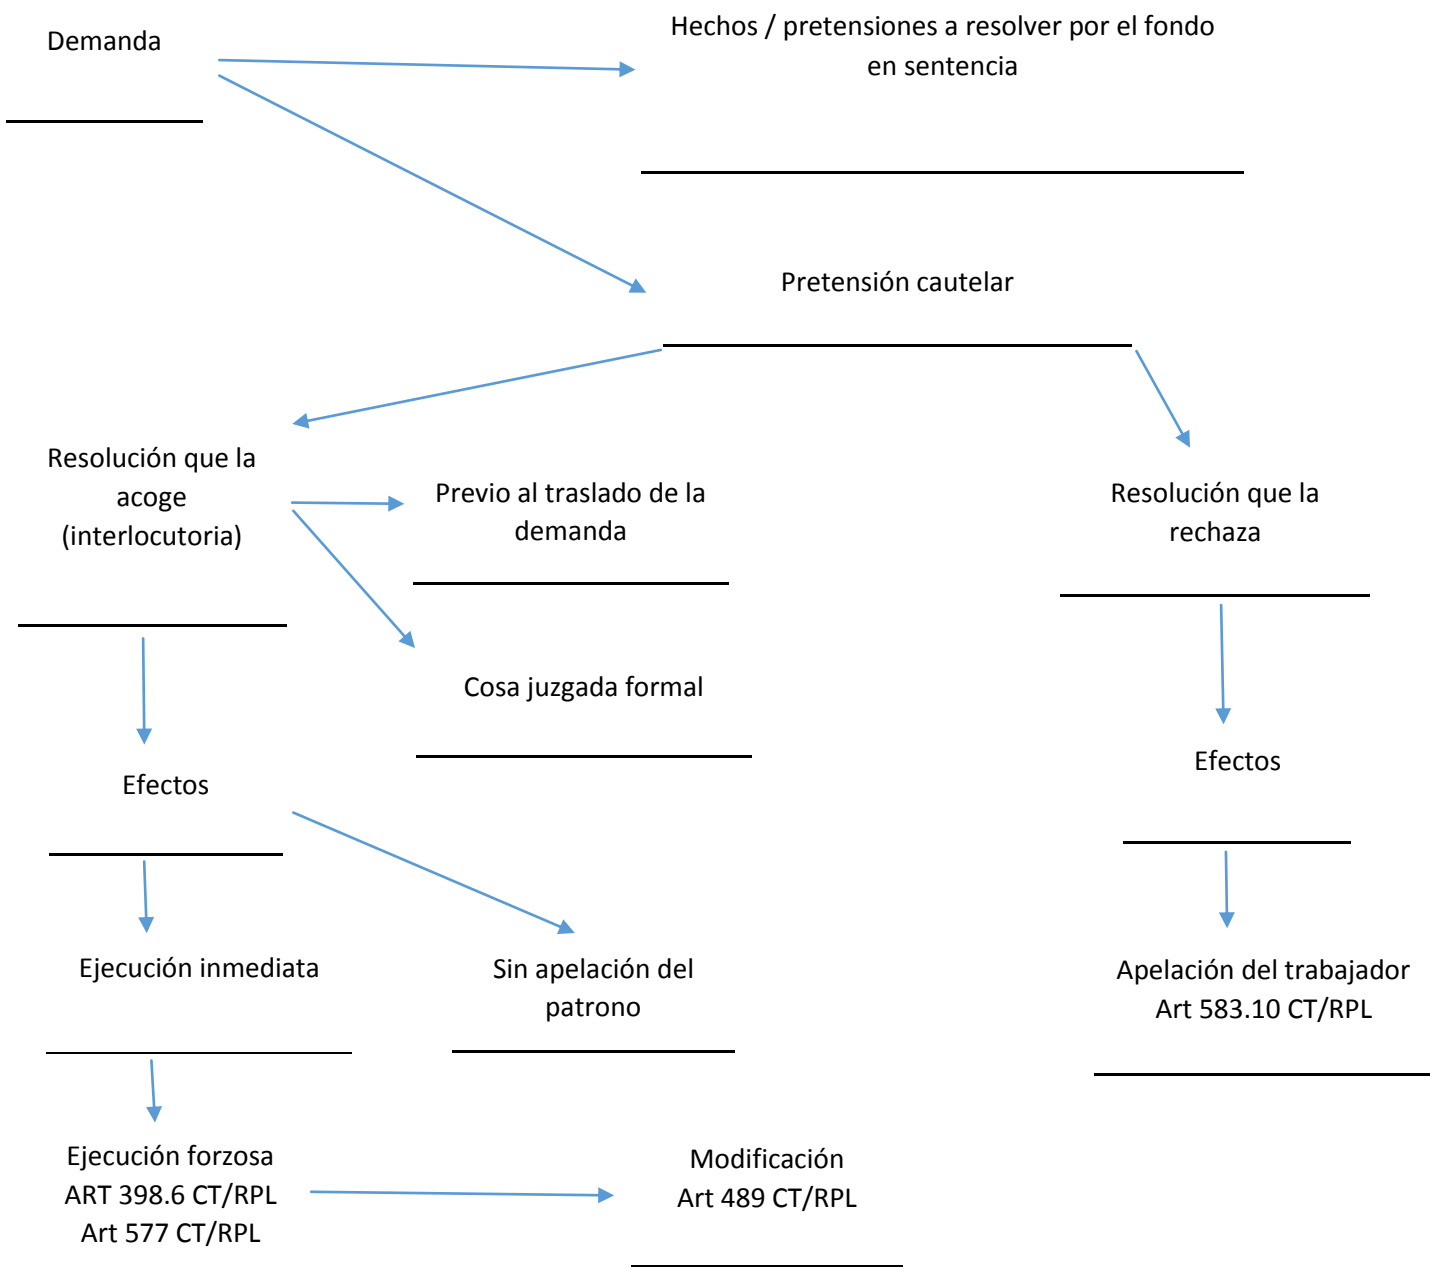 Demanda
Hechos / pretensiones a resolver por el fondo
en sentencia
Pretensión cautelar
Resolución que la
acoge
(interlocutoria)
Previo al traslado de la
demanda
Resolución que la
rechaza
Cosa juzgada formal
Efectos
Efectos
Ejecución inmediata
Sin apelación del
patrono
Apelación del trabajador
Art 583.10 CT/RPL
Ejecución forzosa
ART 398.6 CT/RPL
Art 577 CT/RPL
Modificación
Art 489 CT/RPL